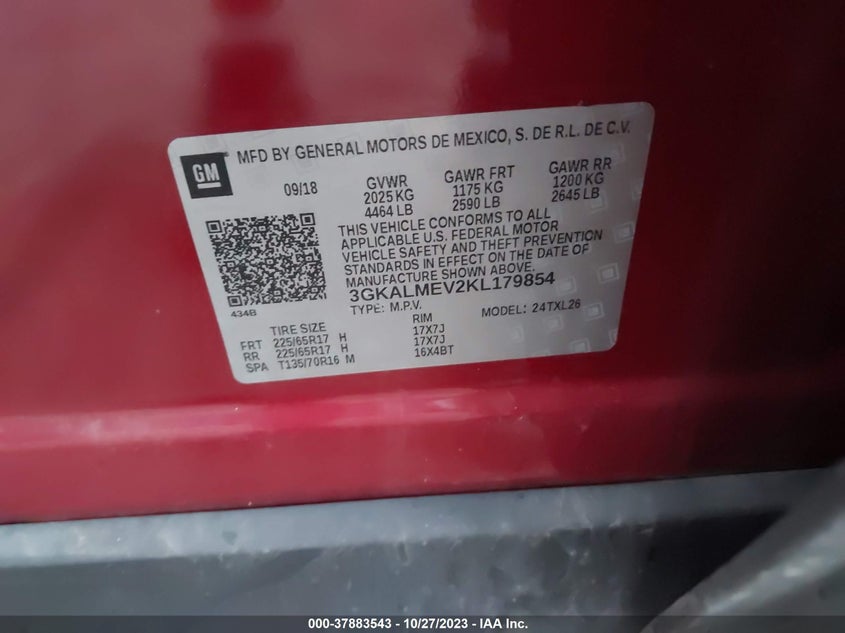 GM
MFD BY GENERAL MOTORS DE MEXICO, S. DE R.L. DE C.V.
09/18 GVWR GAWR FRT GAWR RR
2025 KG 1175 KG 1200 KG
4464 LB 2590 LB 2645 LB
THIS VEHICLE CONFORMS TO ALL
APPLICABLE U.S. FEDERAL MOTOR
VEHICLE SAFETY AND THEFT PREVENTION
STANDARDS IN EFFECT ON THE DATE OF
MANUFACTURE SHOWN ABOVE.
434B
3GKALMEV2KL179854
TYPE: M.P.V. MODEL: 24TXL26
TIRE SIZE RIM
FRT 225/65R17 H 17X7J
RR 225/65R17 H 17X7J
SPA T135/70R16 M 16X4BT
000-37883543 - 10/27/2023 - IAA Inc.